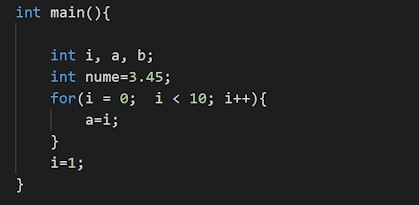 int main(){
int i, a, b;
int nume=3.45;
for(i = 0;  i < 10; i++){
a=i;
}
i=1;
}